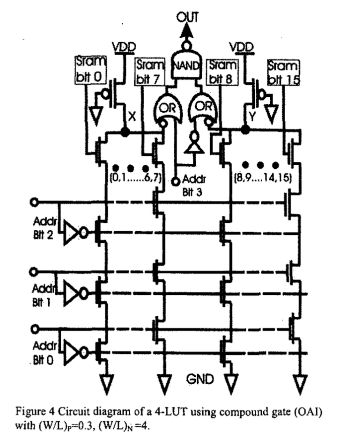 OUT
VDD
NAND
VDD
Sram bit 0
Sram bit 7
Sram bit 8
Sram bit 15
OR
OR
X
Y
(0,1......6,7)
Addr Bit 3
(8,9....14,15)
Addr Bit 2
Addr Bit 1
Addr Bit 0
GND
Figure 4 Circuit diagram of a 4-LUT using compound gate (OAI)
with (W/L)P=0.3, (W/L)N=4.